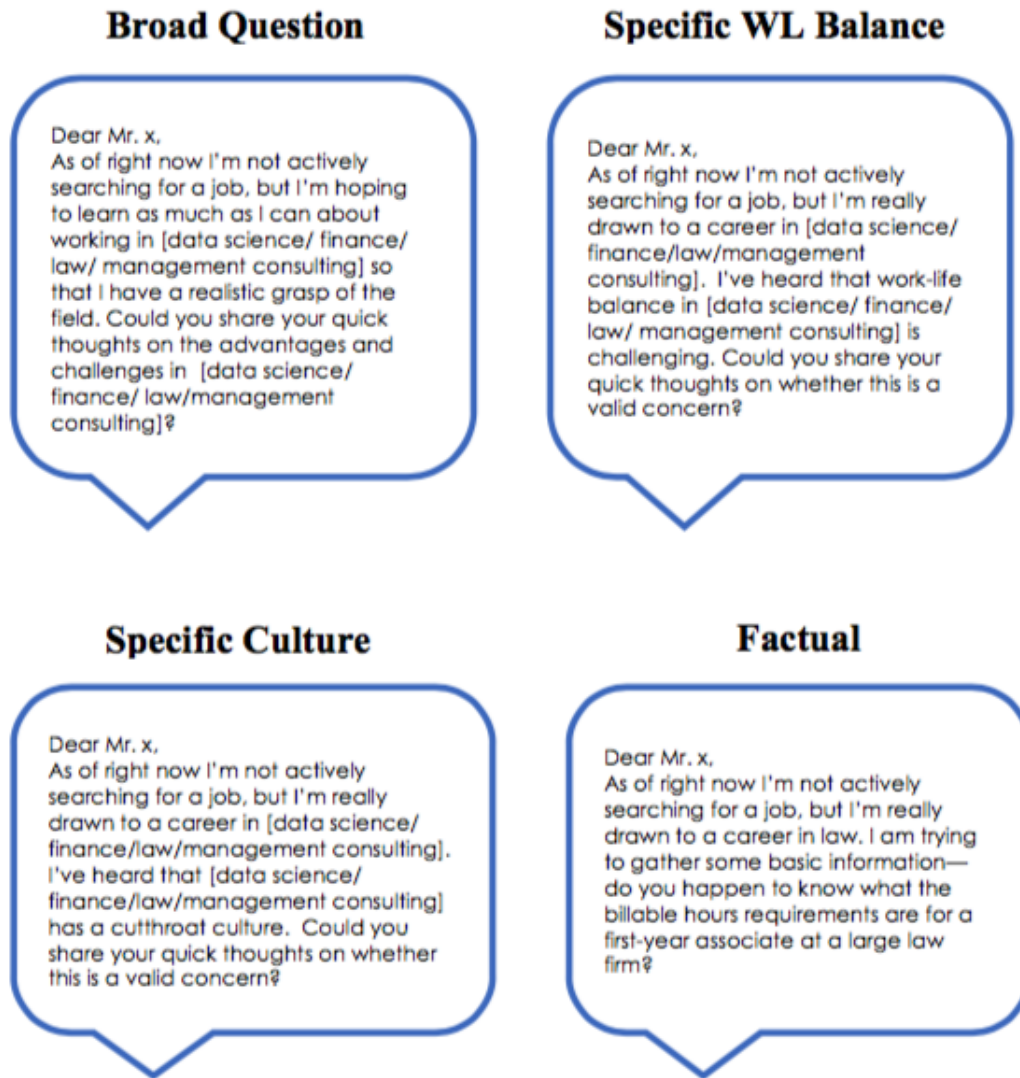 Broad Question
Dear Mr. x,
As of right now I'm not actively
searching for a job, but I'm hoping
to learn as much as I can about
working in [data science/ finance/
law/ management consulting] so
that I have a realistic grasp of the
field. Could you share your quick
thoughts on the advantages and
challenges in [data science/
finance/ law/management
consulting]?
Specific WL Balance
Dear Mr. x,
As of right now I'm not actively
searching for a job, but I'm really
drawn to a career in [data science/
finance/law/management
consulting]. I've heard that work-life
balance in [data science/ finance/
law/ management consulting] is
challenging. Could you share your
quick thoughts on whether this is a
valid concern?
Specific Culture
Dear Mr. x,
As of right now I'm not actively
searching for a job, but I'm really
drawn to a career in [data science/
finance/law/management consulting].
I've heard that [data science/
finance/law/management consulting]
has a cutthroat culture. Could you
share your quick thoughts on whether
this is a valid concern?
Factual
Dear Mr. x,
As of right now I'm not actively
searching for a job, but I'm really
drawn to a career in law. I am trying
to gather some basic information—
do you happen to know what the
billable hours requirements are for a
first-year associate at a large law
firm?